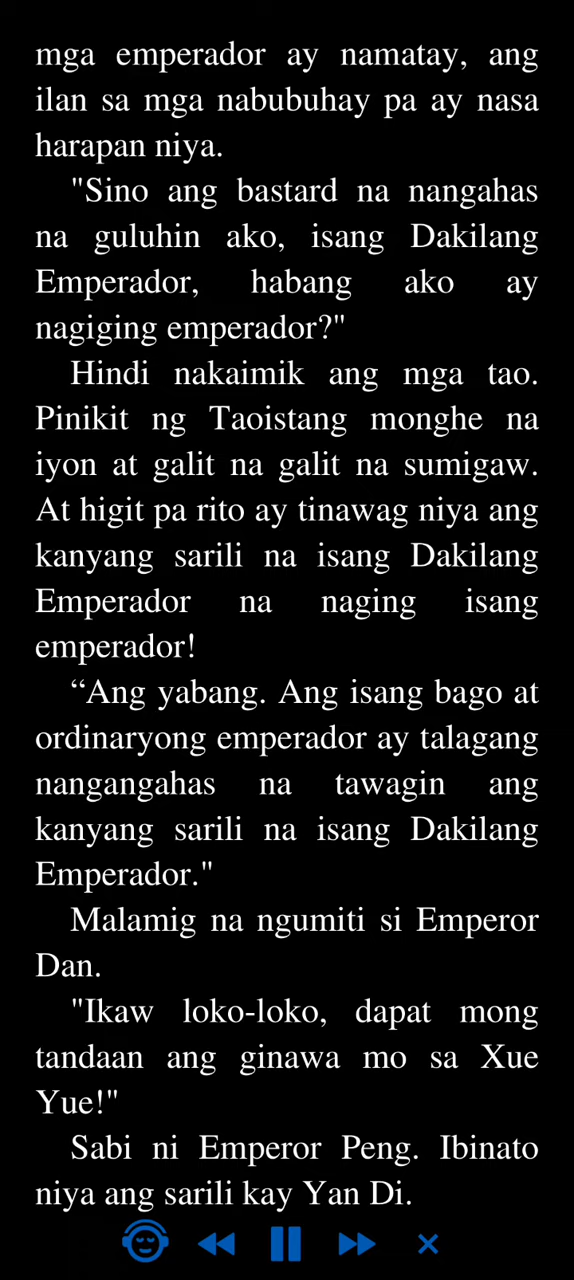 mga emperador ay namatay, ang
ilan sa mga nabubuhay pa ay nasa
harapan niya.
"Sino ang bastard na nangahas
na guluhin ako, isang Dakilang
Emperador, habang ako ay
nagiging emperador?"
Hindi nakaimik ang mga tao.
Pinikit ng Taoistang monghe na
iyon at galit na galit na sumigaw.
At higit pa rito ay tinawag niya ang
kanyang sarili na isang Dakilang
Emperador na naging isang
emperador!
“Ang yabang. Ang isang bago at
ordinaryong emperador ay talagang
nangangahas na tawagin ang
kanyang sarili na isang Dakilang
Emperador."
Malamig na ngumiti si Emperor
Dan.
"Ikaw loko-loko, dapat mong
tandaan ang ginawa mo sa Xue
Yue!"
Sabi ni Emperor Peng. Ibinato
niya ang sarili kay Yan Di.